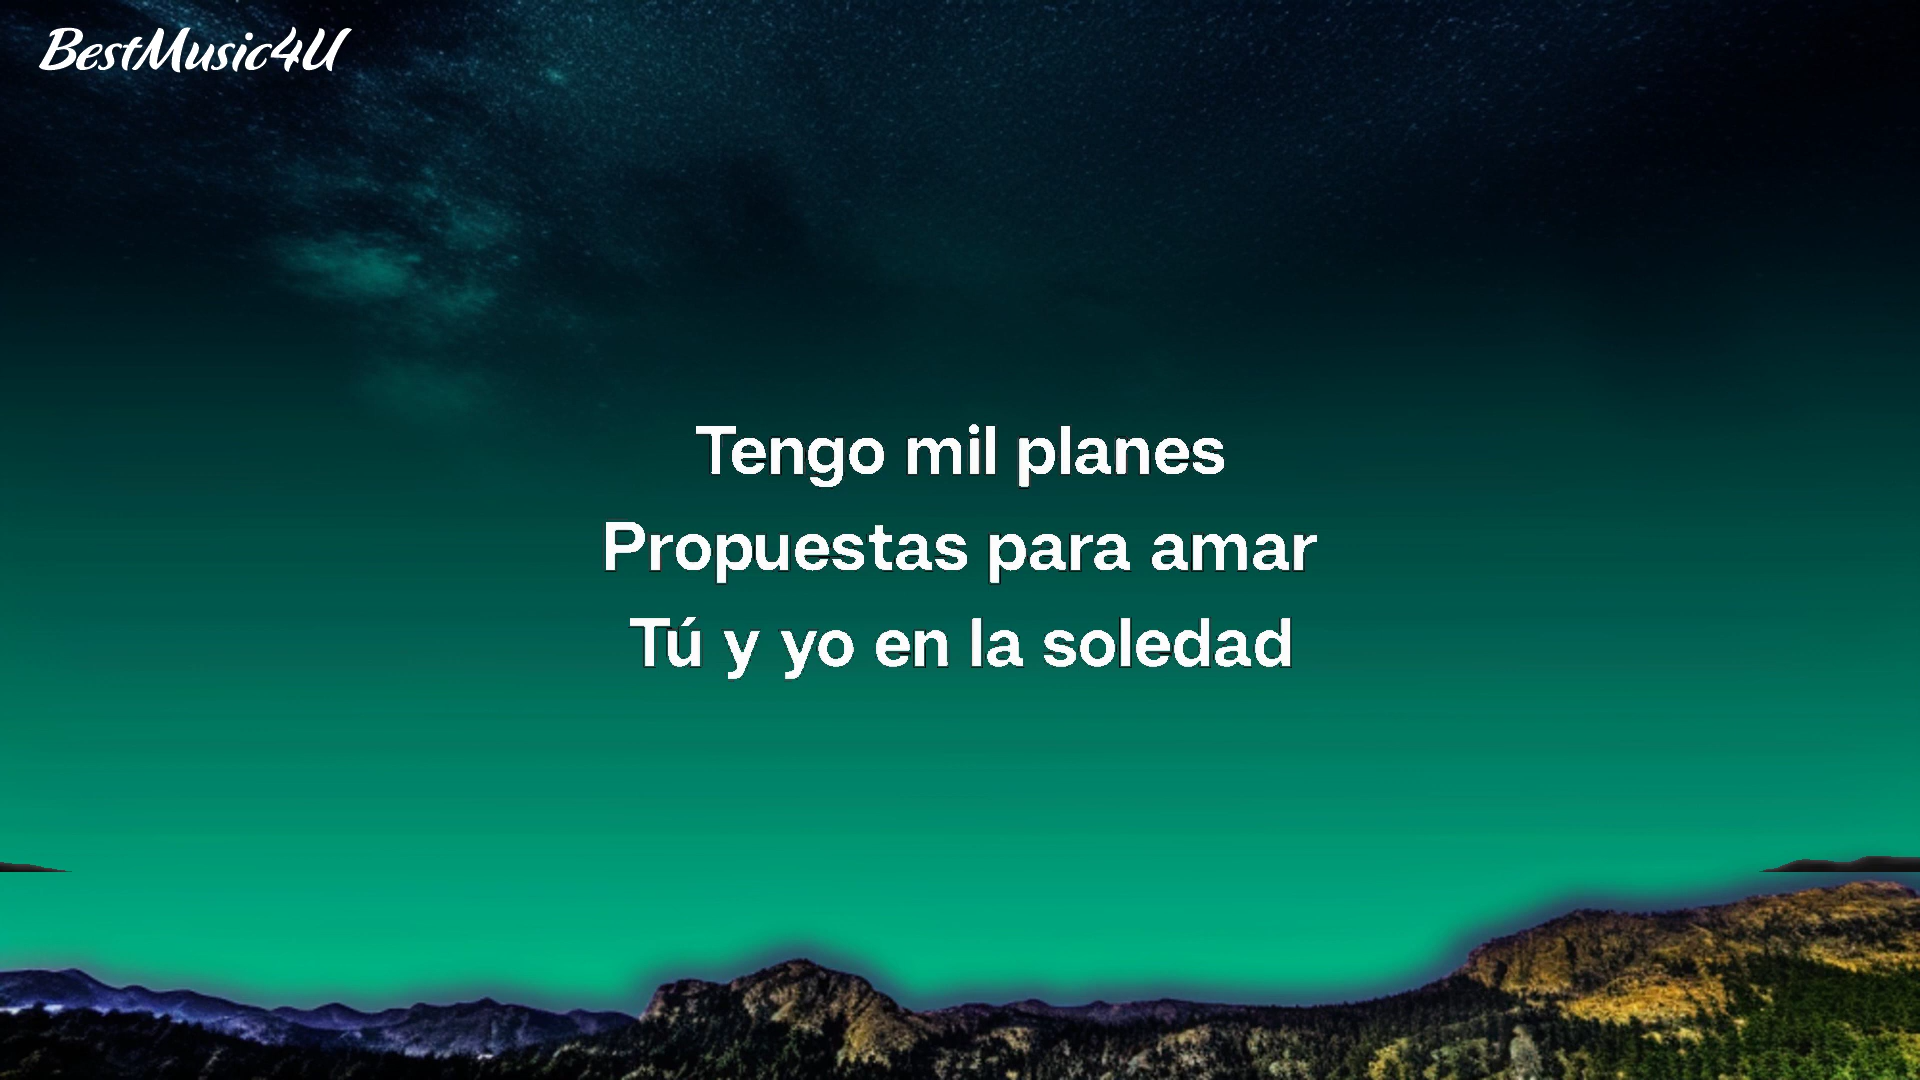 BestMusic4U
Tengo mil planes
Propuestas para amar
Tú y yo en la soledad